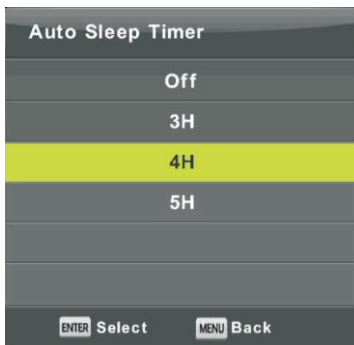 Auto Sleep Timer
Off
3H
4H
5H
ENTER Select MENU Back